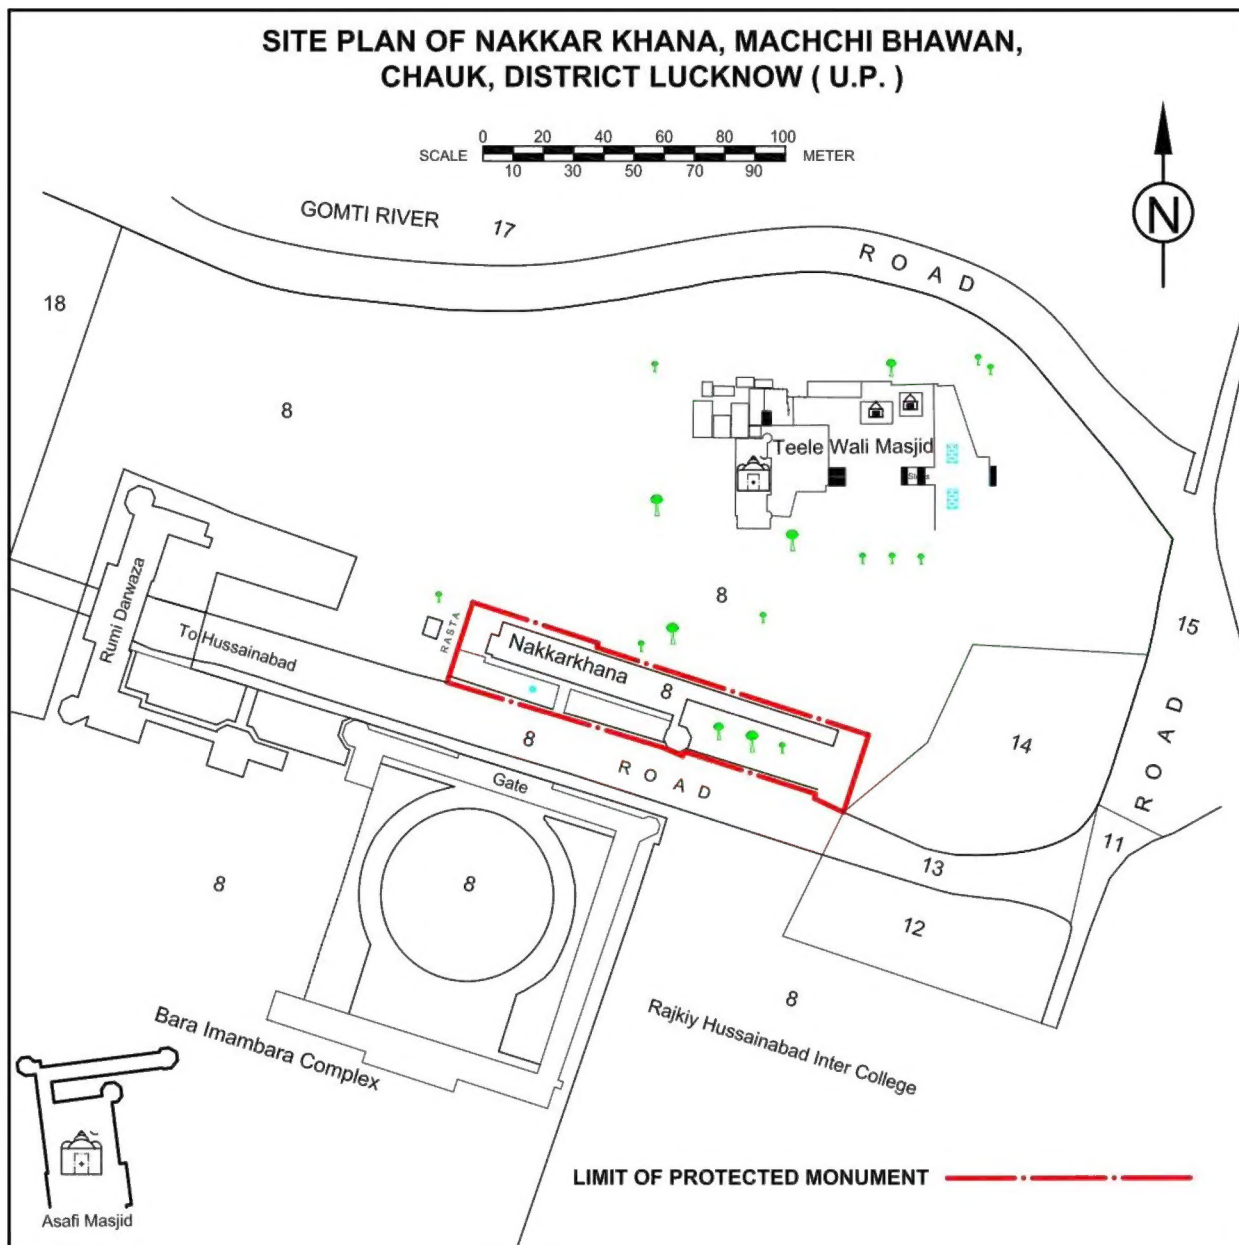 SITE PLAN OF NAKKAR KHANA, MACHCHI BHAWAN,
CHAUK, DISTRICT LUCKNOW ( U.P. )
0 20 40 60 80 100
SCALE METER
10 30 50 70 90
N
GOMTI RIVER 17
ROAD
18
8
Teele Wali Masjid
Steps
Rumi Darwaza
To Hussainabad
RASTA
8
Nakkarkhana
8
15
14
ROAD
8
ROAD
Gate
11
13
12
8
8
8
Bara Imambara Complex
Rajkiy Hussainabad Inter College
Asafi Masjid
LIMIT OF PROTECTED MONUMENT